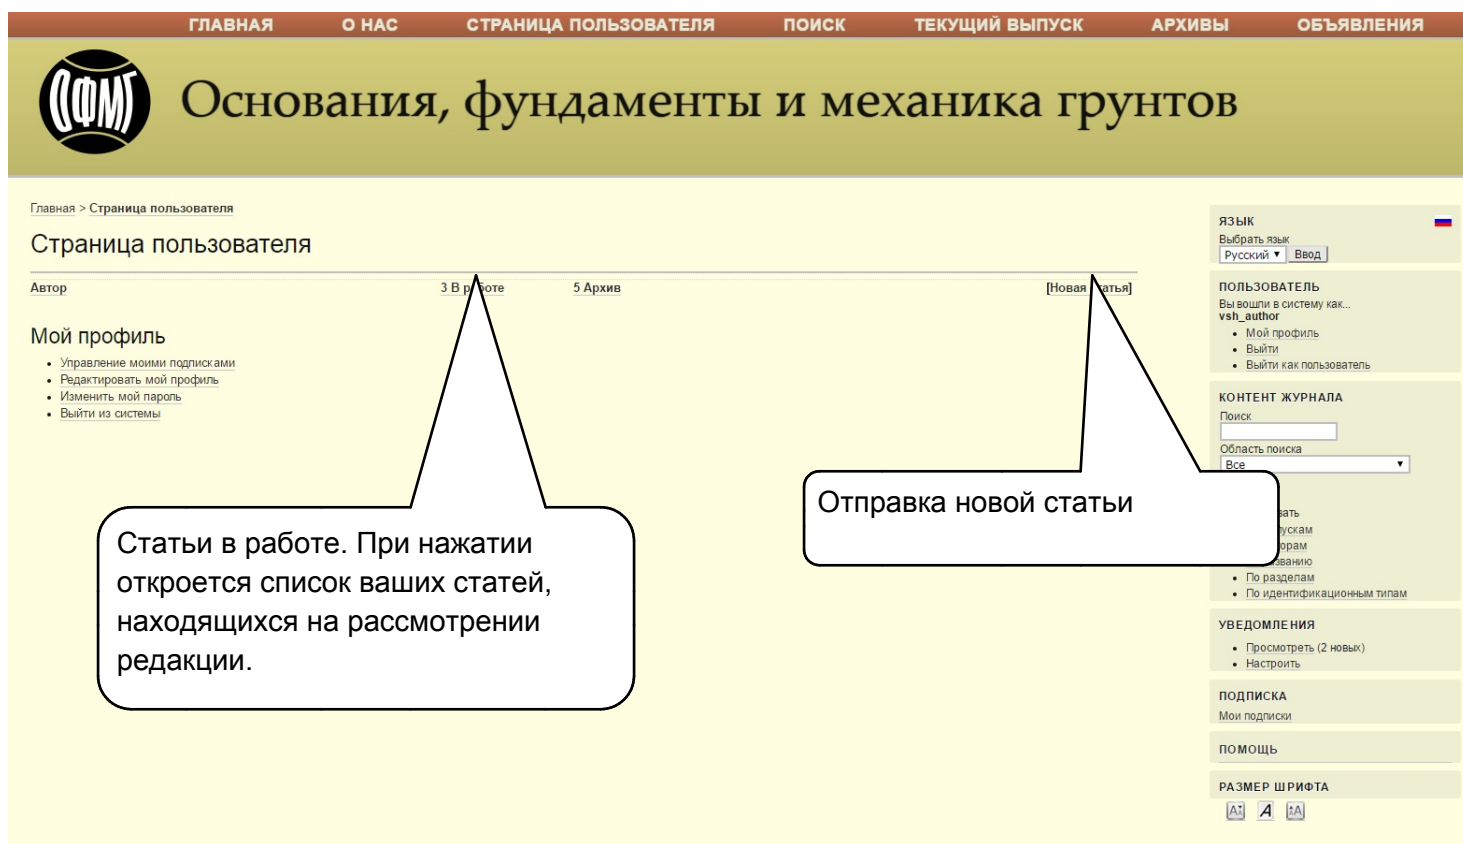 ГЛАВНАЯ О НАС СТРАНИЦА ПОЛЬЗОВАТЕЛЯ ПОИСК ТЕКУЩИЙ ВЫПУСК АРХИВЫ ОБЪЯВЛЕНИЯ
ОФМГ
Основания, фундаменты и механика грунтов
Главная > Страница пользователя
Страница пользователя
Автор 3 В работе 5 Архив [Новая статья]
Мой профиль
Управление моими подписками
Редактировать мой профиль
Изменить мой пароль
Выйти из системы
Статьи в работе. При нажатии
откроется список ваших статей,
находящихся на рассмотрении
редакции.
Отправка новой статьи
ЯЗЫК
Выбрать язык
Русский Ввод
ПОЛЬЗОВАТЕЛЬ
Вы вошли в систему как...
vsh_author
Мой профиль
Выйти
Выйти как пользователь
КОНТЕНТ ЖУРНАЛА
Поиск
Область поиска
Все
По разделам
По идентификационным типам
УВЕДОМЛЕНИЯ
Просмотреть (2 новых)
Настроить
ПОДПИСКА
Мои подписки
ПОМОЩЬ
РАЗМЕР ШРИФТА
A A A